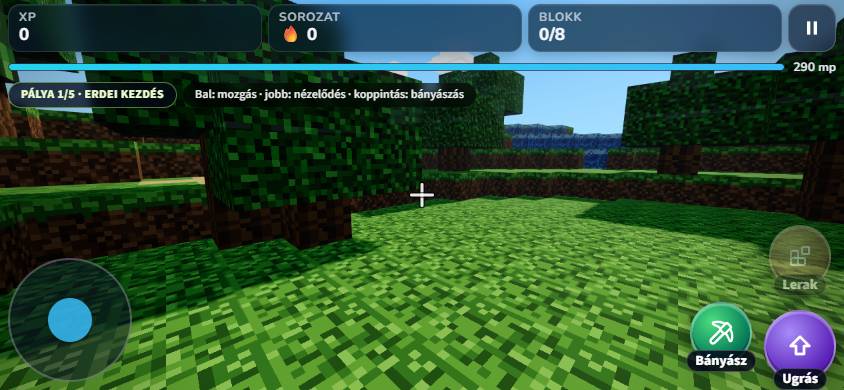 XP
0
SOROZAT
🔥 0
BLOKK
0/8
290 mp
PÁLYA 1/5 · ERDEI KEZDÉS
Bal: mozgás · jobb: nézelődés · koppintás: bányászás
Lerak
Bányász
Ugrás